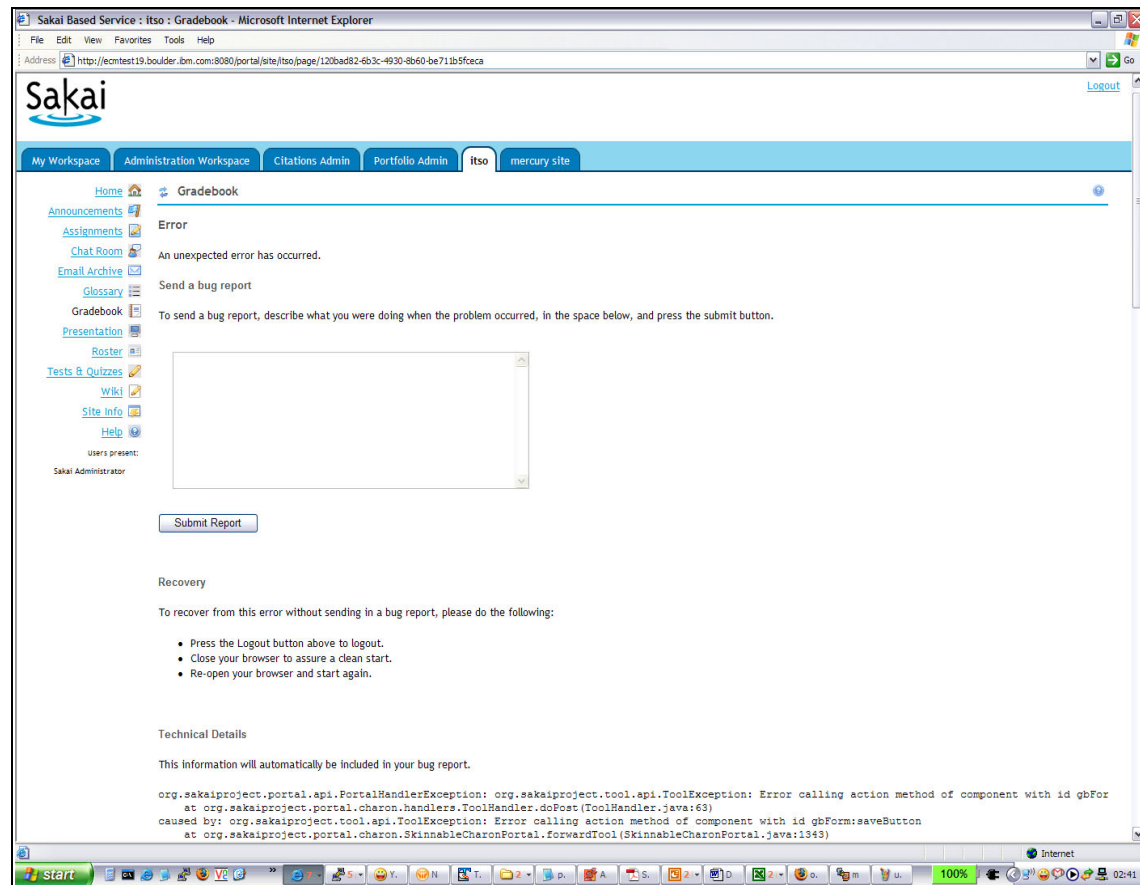 Sakai Based Service : itso : Gradebook - Microsoft Internet Explorer
File Edit View Favorites Tools Help
Address http://ecmtest19.boulder.ibm.com:8080/portal/site/itso/page/120bad82-6b3c-4930-8b60-be711b5fceca Go
Sakai
Logout
My Workspace Administration Workspace Citations Admin Portfolio Admin itso mercury site
Home
Announcements
Assignments
Chat Room
Email Archive
Glossary
Gradebook
Presentation
Roster
Tests & Quizzes
Wiki
Site Info
Help
Users present:
Sakai Administrator
Gradebook
Error
An unexpected error has occurred.
Send a bug report
To send a bug report, describe what you were doing when the problem occurred, in the space below, and press the submit button.
Submit Report
Recovery
To recover from this error without sending in a bug report, please do the following:
• Press the Logout button above to logout.
• Close your browser to assure a clean start.
• Re-open your browser and start again.
Technical Details
This information will automatically be included in your bug report.
org.sakaiproject.portal.api.PortalHandlerException: org.sakaiproject.tool.api.ToolException: Error calling action method of component with id gbFor
at org.sakaiproject.portal.charon.handlers.ToolHandler.doPost(ToolHandler.java:63)
caused by: org.sakaiproject.tool.api.ToolException: Error calling action method of component with id gbForm:saveButton
at org.sakaiproject.portal.charon.SkinnableCharonPortal.forwardTool(SkinnableCharonPortal.java:1343)
Internet
start 100% 02:41